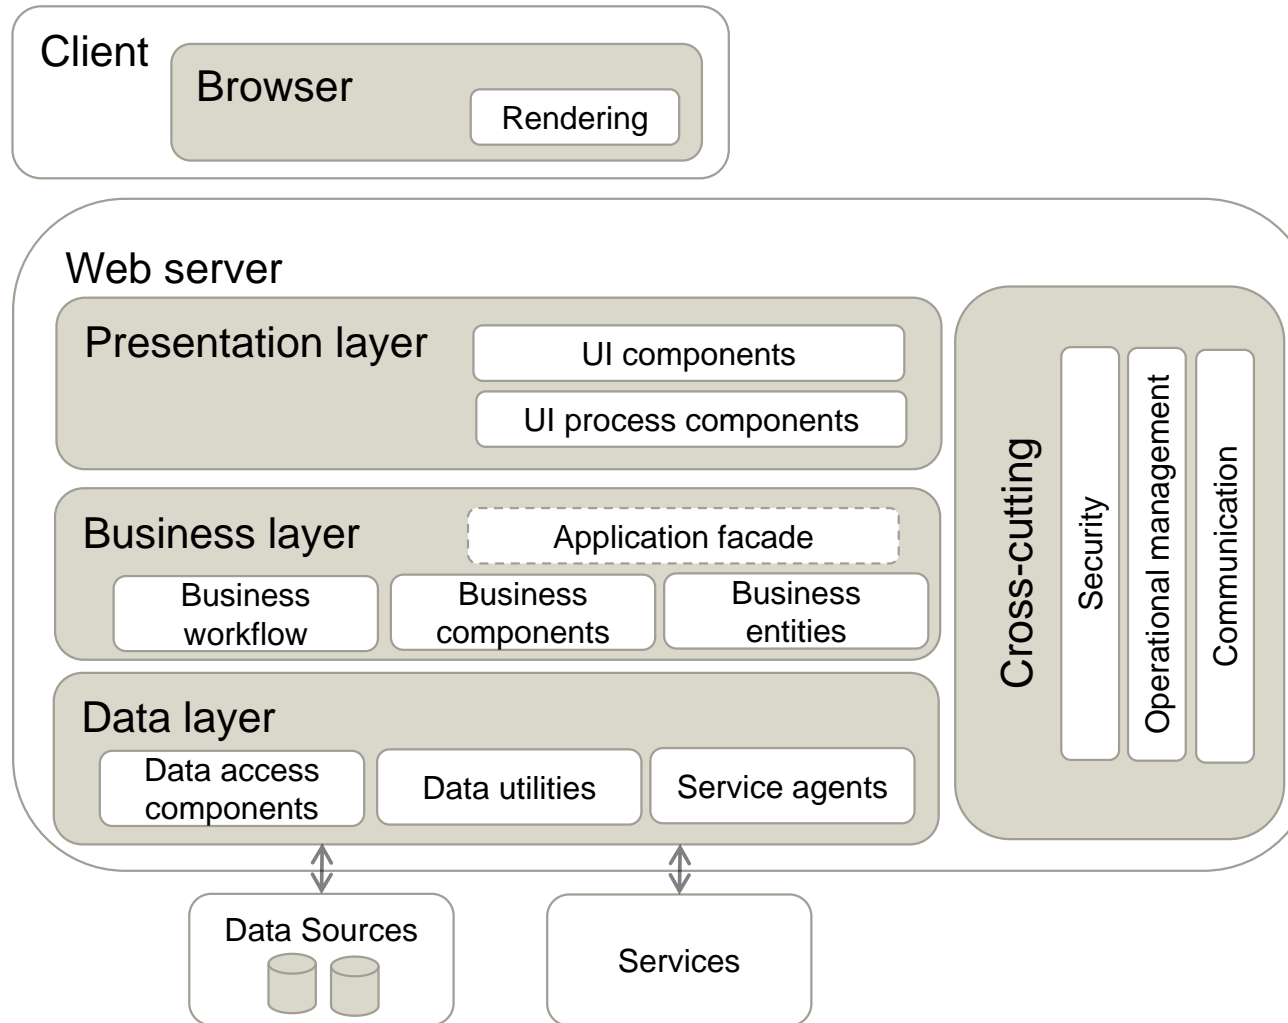 Client
Browser
Rendering
Web server
Presentation layer
UI components
UI process components
Business layer
Application facade
Business
workflow
Business
components
Business
entities
Data layer
Data access
components
Data utilities
Service agents
Cross-cutting
Security
Operational management
Communication
Data Sources
Services